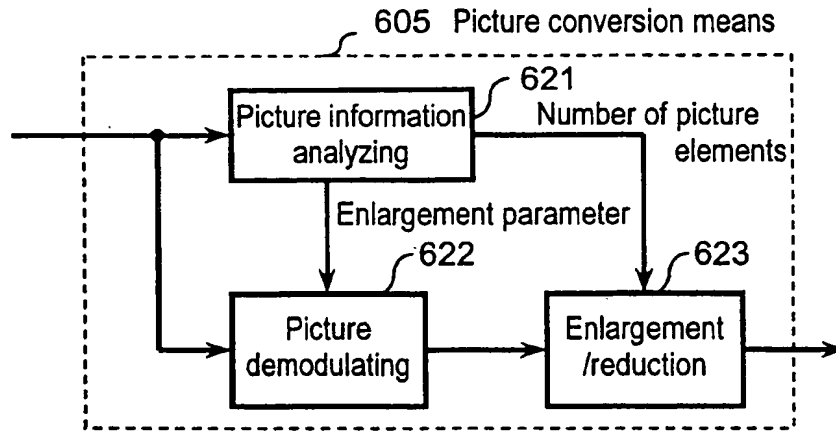 605 Picture conversion means
621
Picture information
analyzing
Number of picture
elements
Enlargement parameter
622
623
Picture
demodulating
Enlargement
/reduction